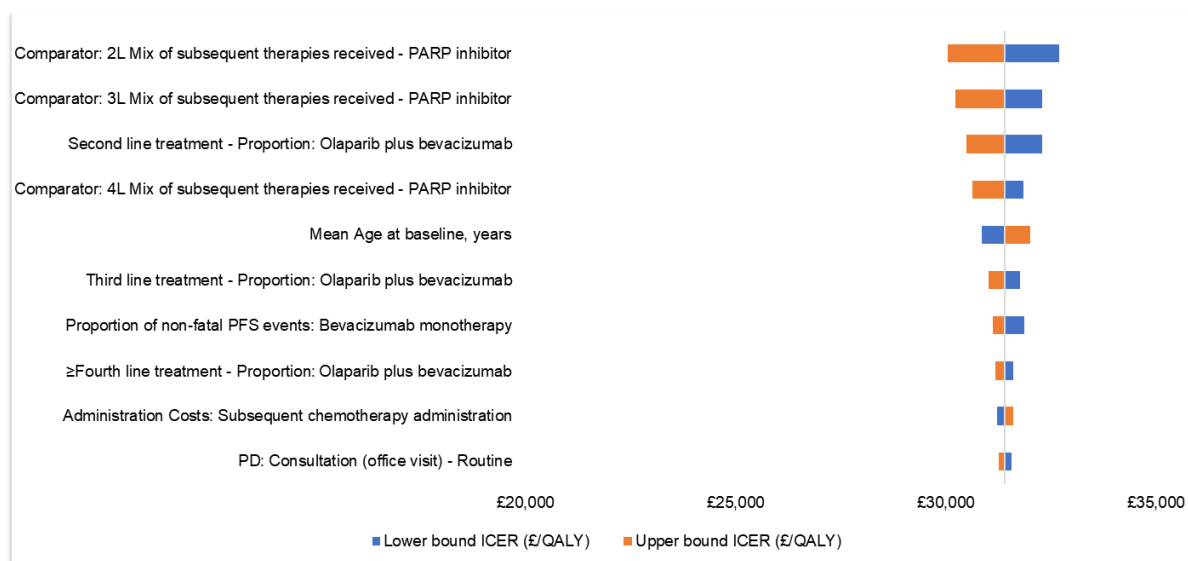 Comparator: 2L Mix of subsequent therapies received - PARP inhibitor
Comparator: 3L Mix of subsequent therapies received - PARP inhibitor
Second line treatment - Proportion: Olaparib plus bevacizumab
Comparator: 4L Mix of subsequent therapies received - PARP inhibitor
Mean Age at baseline, years
Third line treatment - Proportion: Olaparib plus bevacizumab
Proportion of non-fatal PFS events: Bevacizumab monotherapy
≥Fourth line treatment - Proportion: Olaparib plus bevacizumab
Administration Costs: Subsequent chemotherapy administration
PD: Consultation (office visit) - Routine
£20,000 £25,000 £30,000 £35,000
Lower bound ICER (£/QALY) Upper bound ICER (£/QALY)